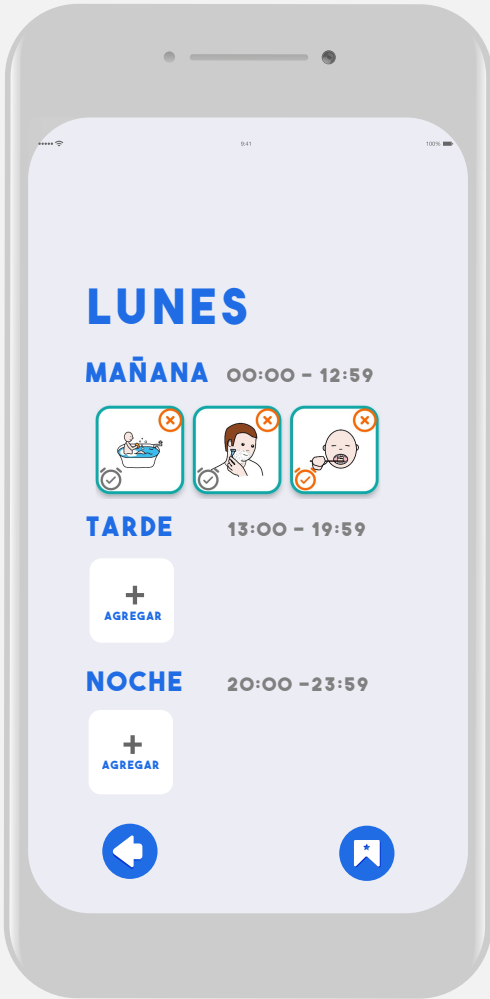 9:41
100%
LUNES
MAÑANA 00:00 - 12:59
TARDE 13:00 - 19:59
+
AGREGAR
NOCHE 20:00 -23:59
+
AGREGAR